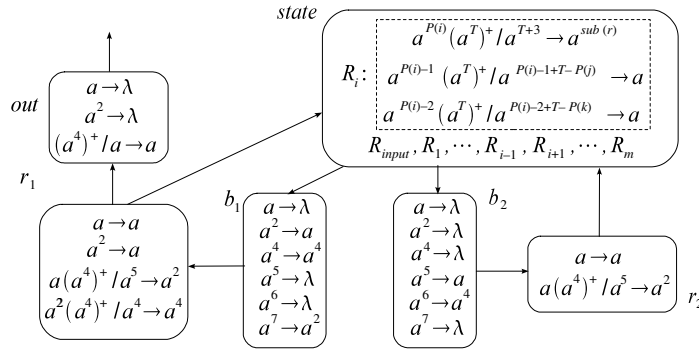 state
a^{P(i)}(a^T)^+/a^{T+3}→a^{sub(r)}
R_i: a^{P(i)−1}(a^T)^+/a^{P(i)−1+T−P(j)}→a
a^{P(i)−2}(a^T)^+/a^{P(i)−2+T−P(k)}→a
R_{input}, R_1, ⋯, R_{i−1}, R_{i+1}, ⋯, R_m
out
a→λ
a^2→λ
(a^4)^+/a→a
r_1
a→a
a^2→a
a(a^4)^+/a^5→a^2
a^2(a^4)^+/a^4→a^4
b_1
a→λ
a^2→a
a^4→a^4
a^5→λ
a^6→λ
a^7→a^2
b_2
a→λ
a^2→λ
a^4→λ
a^5→a
a^6→a^4
a^7→λ
a→a
a(a^4)^+/a^5→a^2
r_2